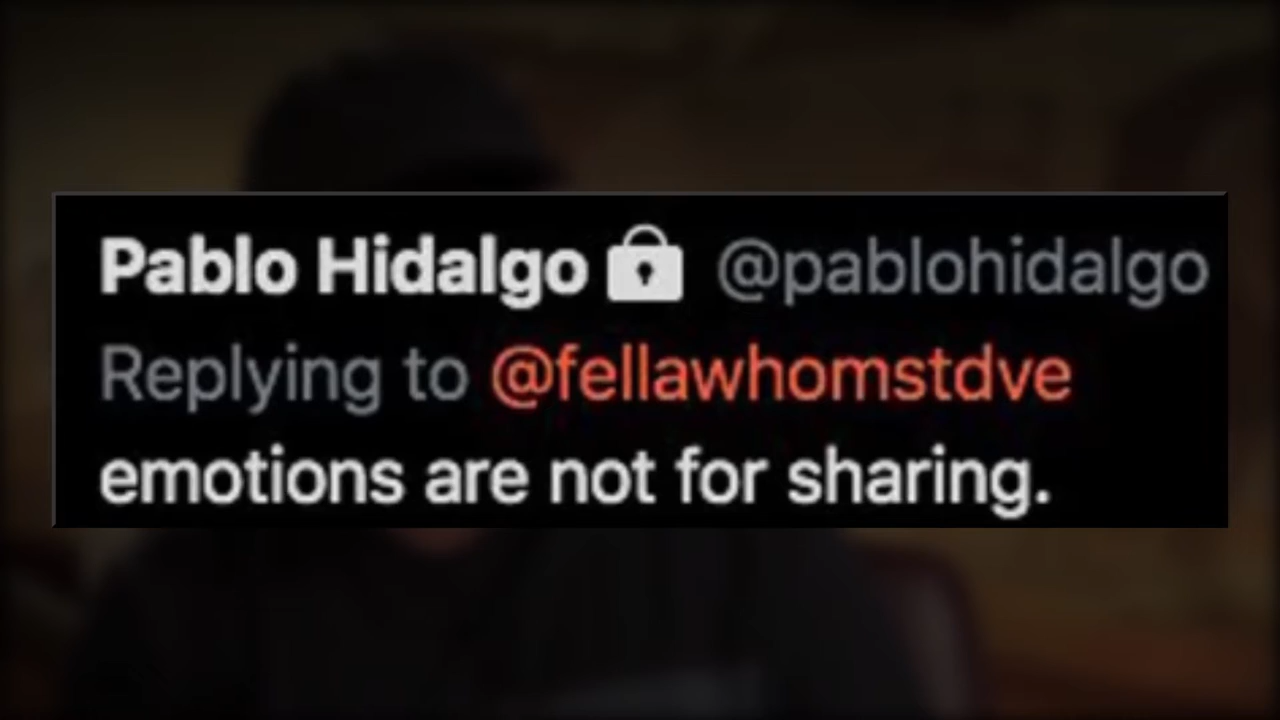 Pablo Hidalgo 🔒 @pablohidalgo
Replying to @fellawhomstdve
emotions are not for sharing.